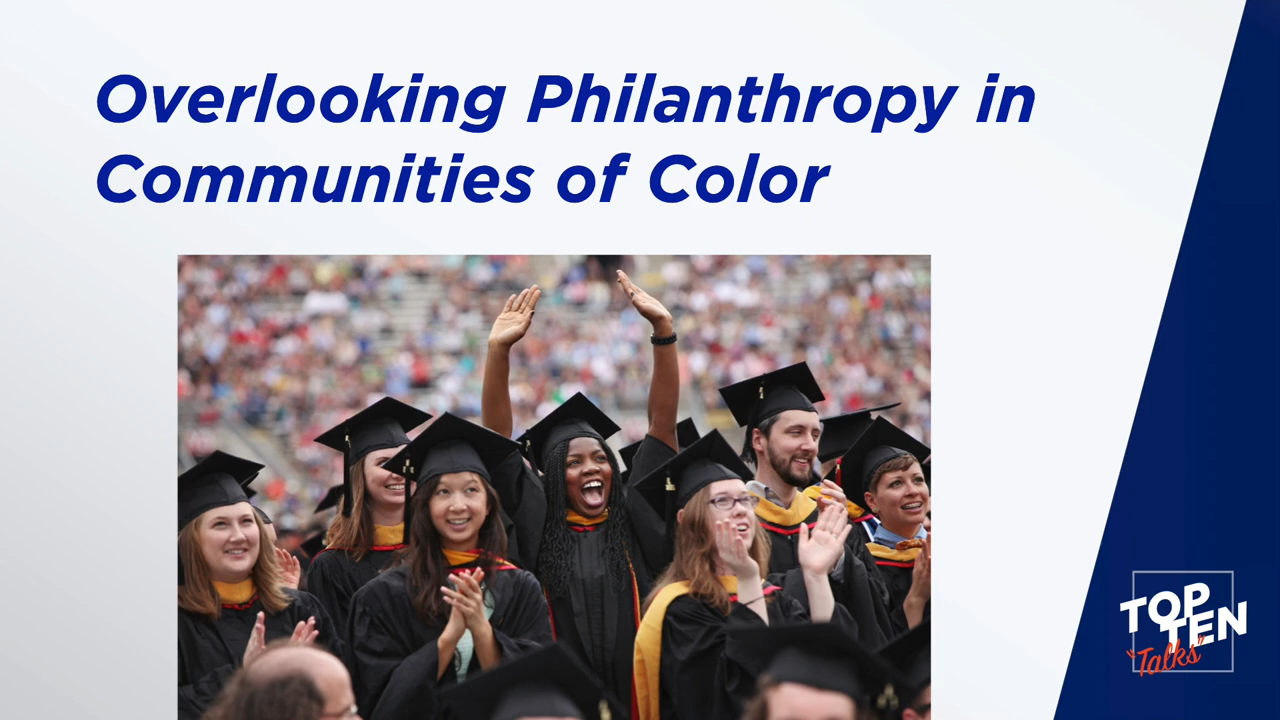 Overlooking Philanthropy in
Communities of Color
TOP
TEN
"Talks"